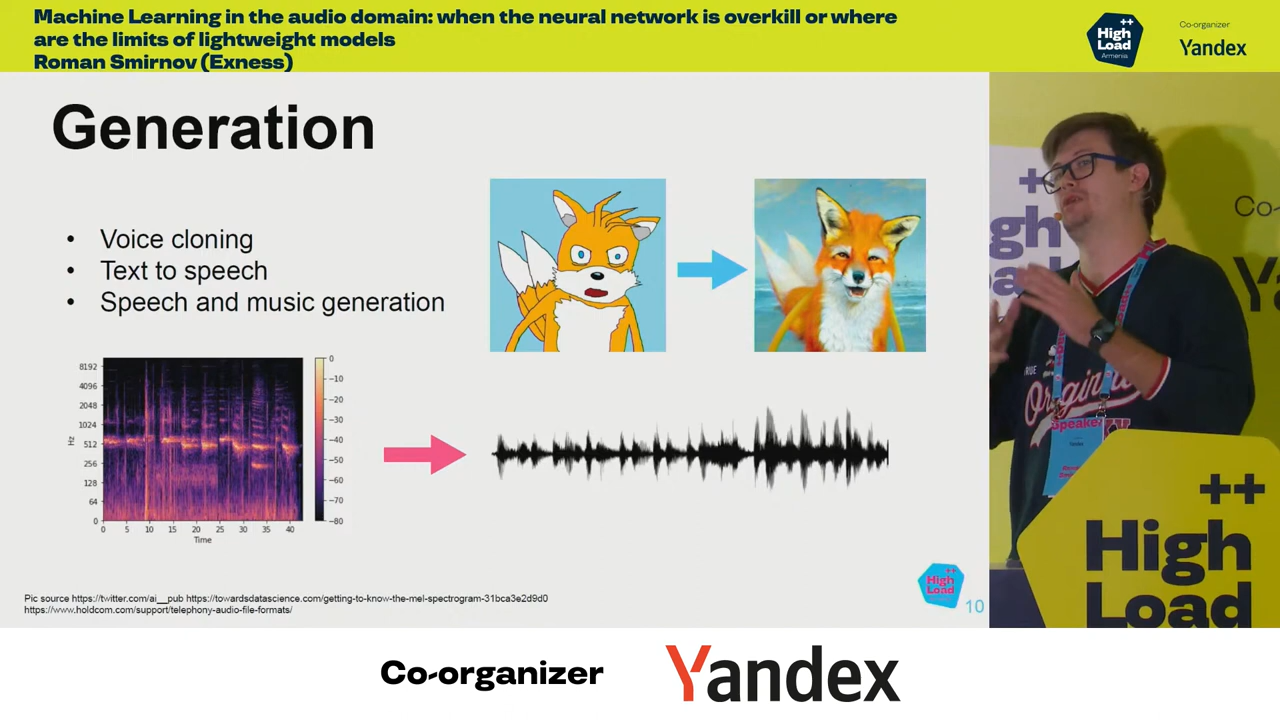 Machine Learning in the audio domain: when the neural network is overkill or where
are the limits of lightweight models
Roman Smirnov (Exness)
++
High
Load
Armenia
Co-organizer
Yandex
Generation
• Voice cloning
• Text to speech
• Speech and music generation
8192
4096
2048
1024
512
256
128
64
0
Hz
0 5 10 15 20 25 30 35 40
Time
0
-10
-20
-30
-40
-50
-60
-70
-80
Pic source https://twitter.com/ai__pub https://towardsdatascience.com/getting-to-know-the-mel-spectrogram-31bca3e2d9d0
https://www.holdcom.com/support/telephony-audio-file-formats/
++
High
Load
10
Co-
Original
Speaker
++
High
Load
Co-organizer
Yandex